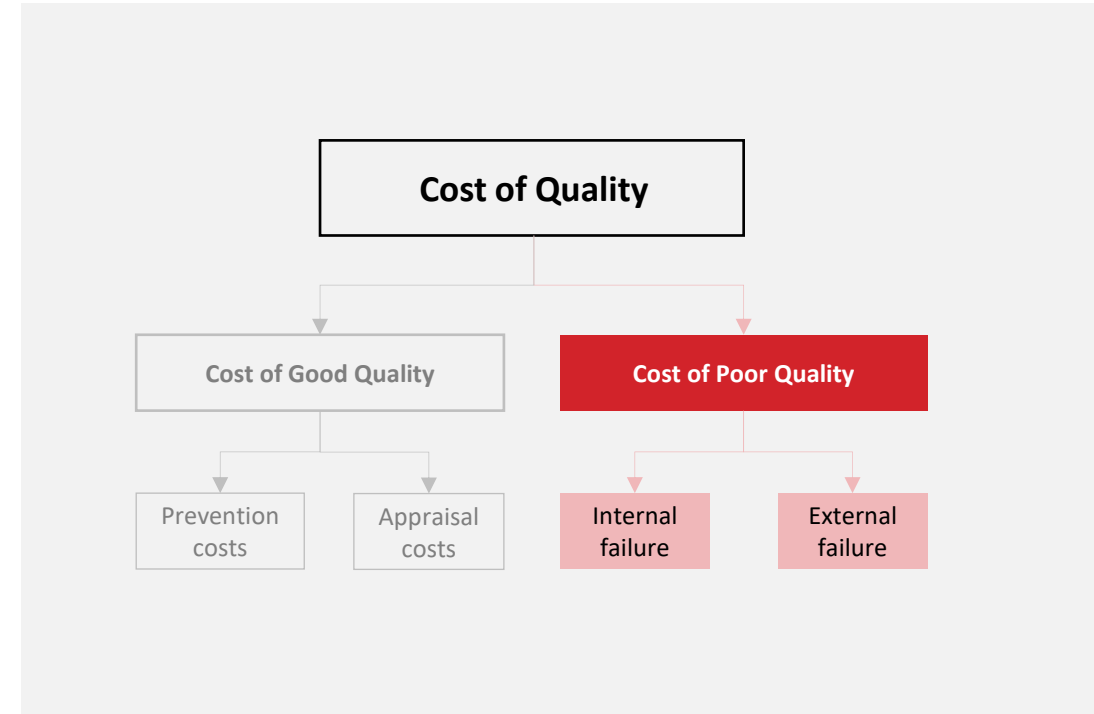 Cost of Quality
Cost of Good Quality
Cost of Poor Quality
Prevention
costs
Appraisal
costs
Internal
failure
External
failure